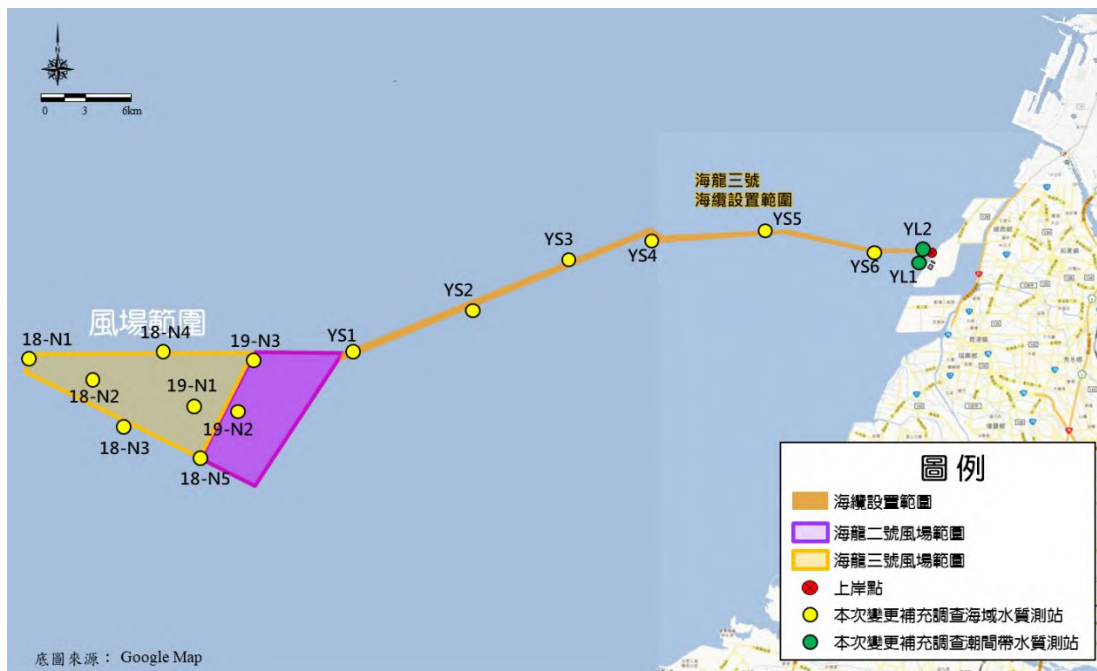 N
0 3 6km
海龍三號
海纜設置範圍
YS5
YL2
YS3
YS4
YS6
YL1
YS2
風場範圍
18-N4
YS1
18-N1
19-N3
19-N1
18-N2
19-N2
18-N3
18-N5
圖例
海纜設置範圍
海龍二號風場範圍
海龍三號風場範圍
上岸點
本次變更補充調查海域水質測站
本次變更補充調查潮間帶水質測站
底圖來源： Google Map